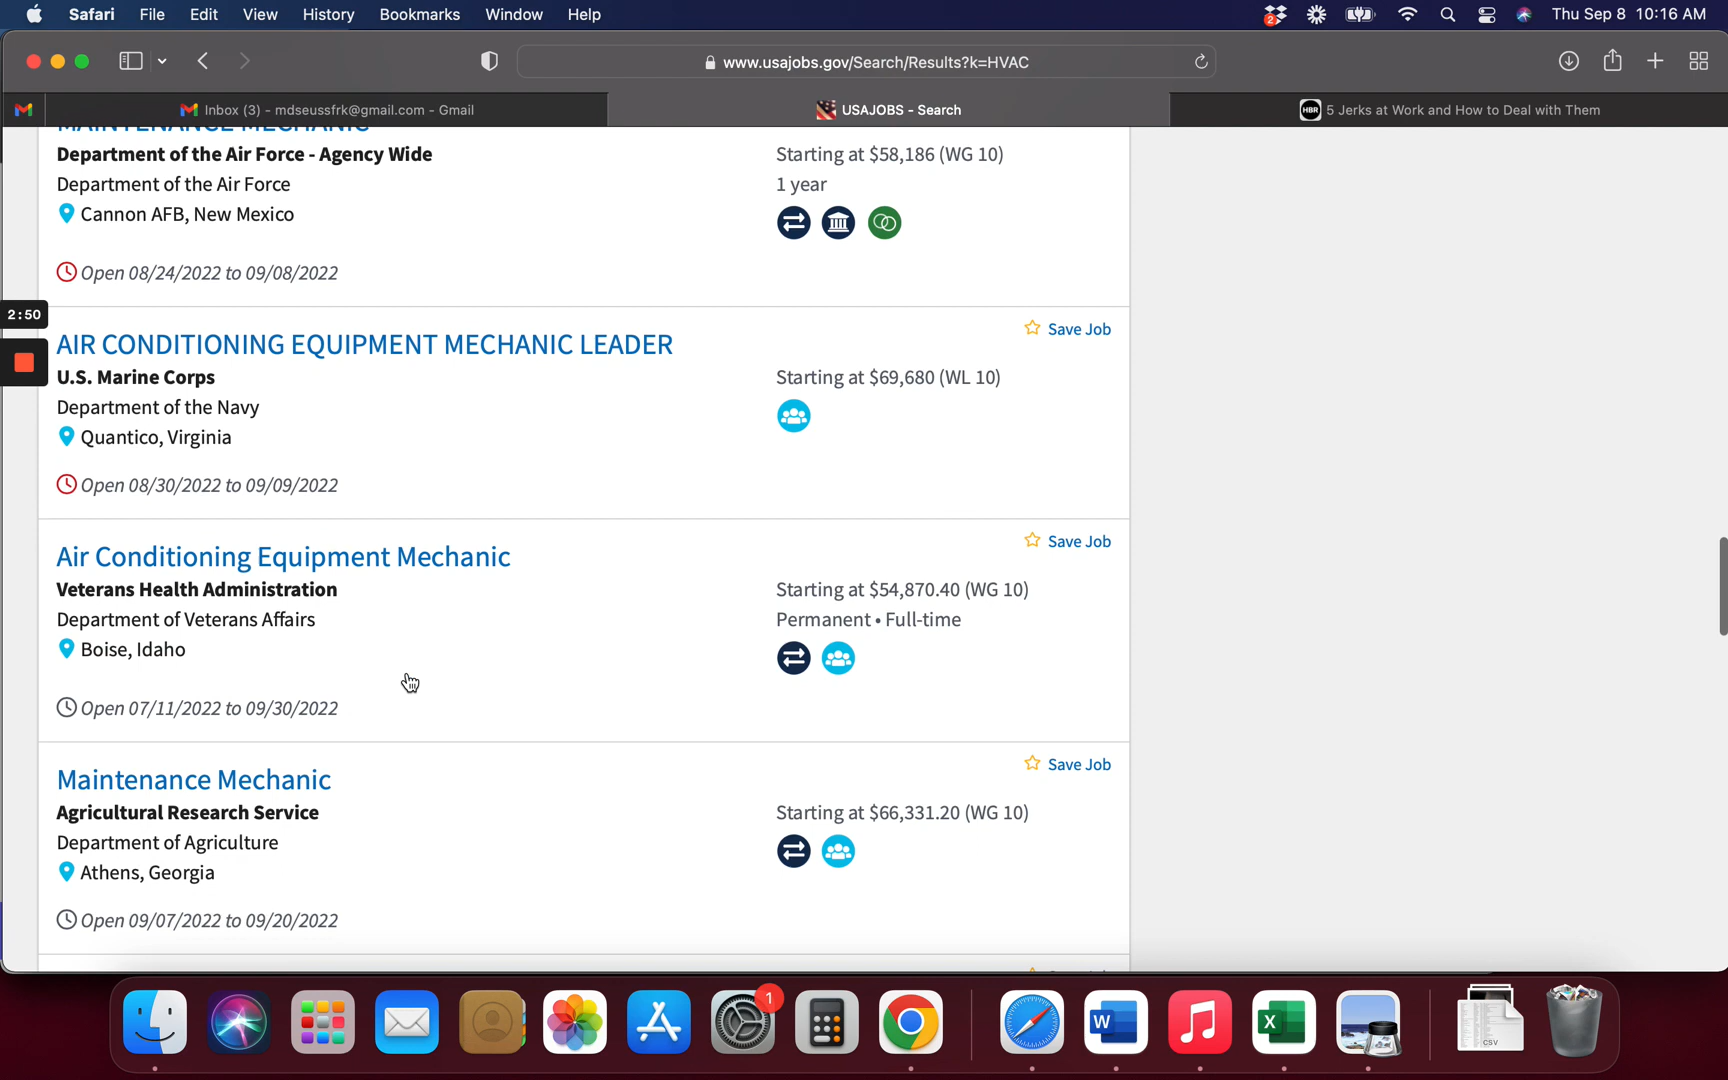 Safari File Edit View History Bookmarks Window Help
2
Thu Sep 8 10:16 AM
www.usajobs.gov/Search/Results?k=HVAC
Inbox (3) - mdseussfrk@gmail.com - Gmail
USAJOBS - Search
HBR 5 Jerks at Work and How to Deal with Them
MAINTENANCE MECHANIC
Department of the Air Force - Agency Wide
Starting at $58,186 (WG 10)
Department of the Air Force
1 year
Cannon AFB, New Mexico
Open 08/24/2022 to 09/08/2022
2:50
Save Job
AIR CONDITIONING EQUIPMENT MECHANIC LEADER
U.S. Marine Corps
Starting at $69,680 (WL 10)
Department of the Navy
Quantico, Virginia
Open 08/30/2022 to 09/09/2022
Save Job
Air Conditioning Equipment Mechanic
Veterans Health Administration
Starting at $54,870.40 (WG 10)
Department of Veterans Affairs
Permanent • Full-time
Boise, Idaho
Open 07/11/2022 to 09/30/2022
Save Job
Maintenance Mechanic
Agricultural Research Service
Starting at $66,331.20 (WG 10)
Department of Agriculture
Athens, Georgia
Open 09/07/2022 to 09/20/2022
1
W
X
CSV